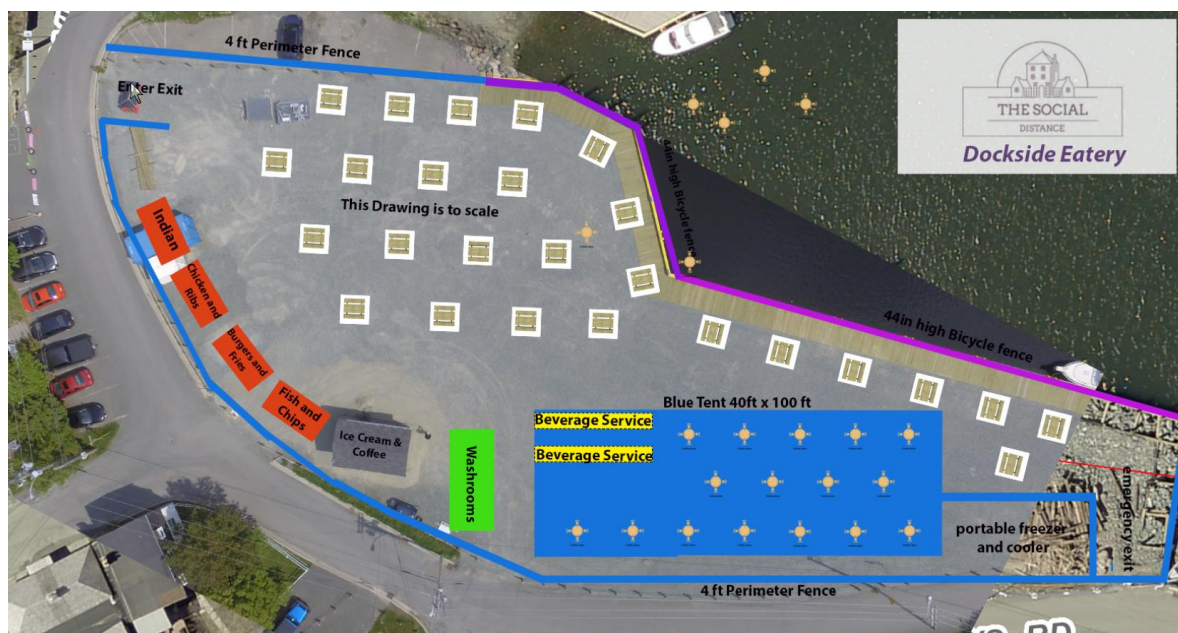 4 ft Perimeter Fence
Enter Exit
THE SOCIAL
DISTANCE
Dockside Eatery
44in high Bicycle fence
This Drawing is to scale
Indian
Chicken and
Ribs
Burgers and
Fries
Fish and
Chips
Ice Cream &
Coffee
Washrooms
44in high Bicycle fence
Blue Tent 40ft x 100 ft
Beverage Service
Beverage Service
portable freezer
and cooler
emergency exit
4 ft Perimeter Fence
RD